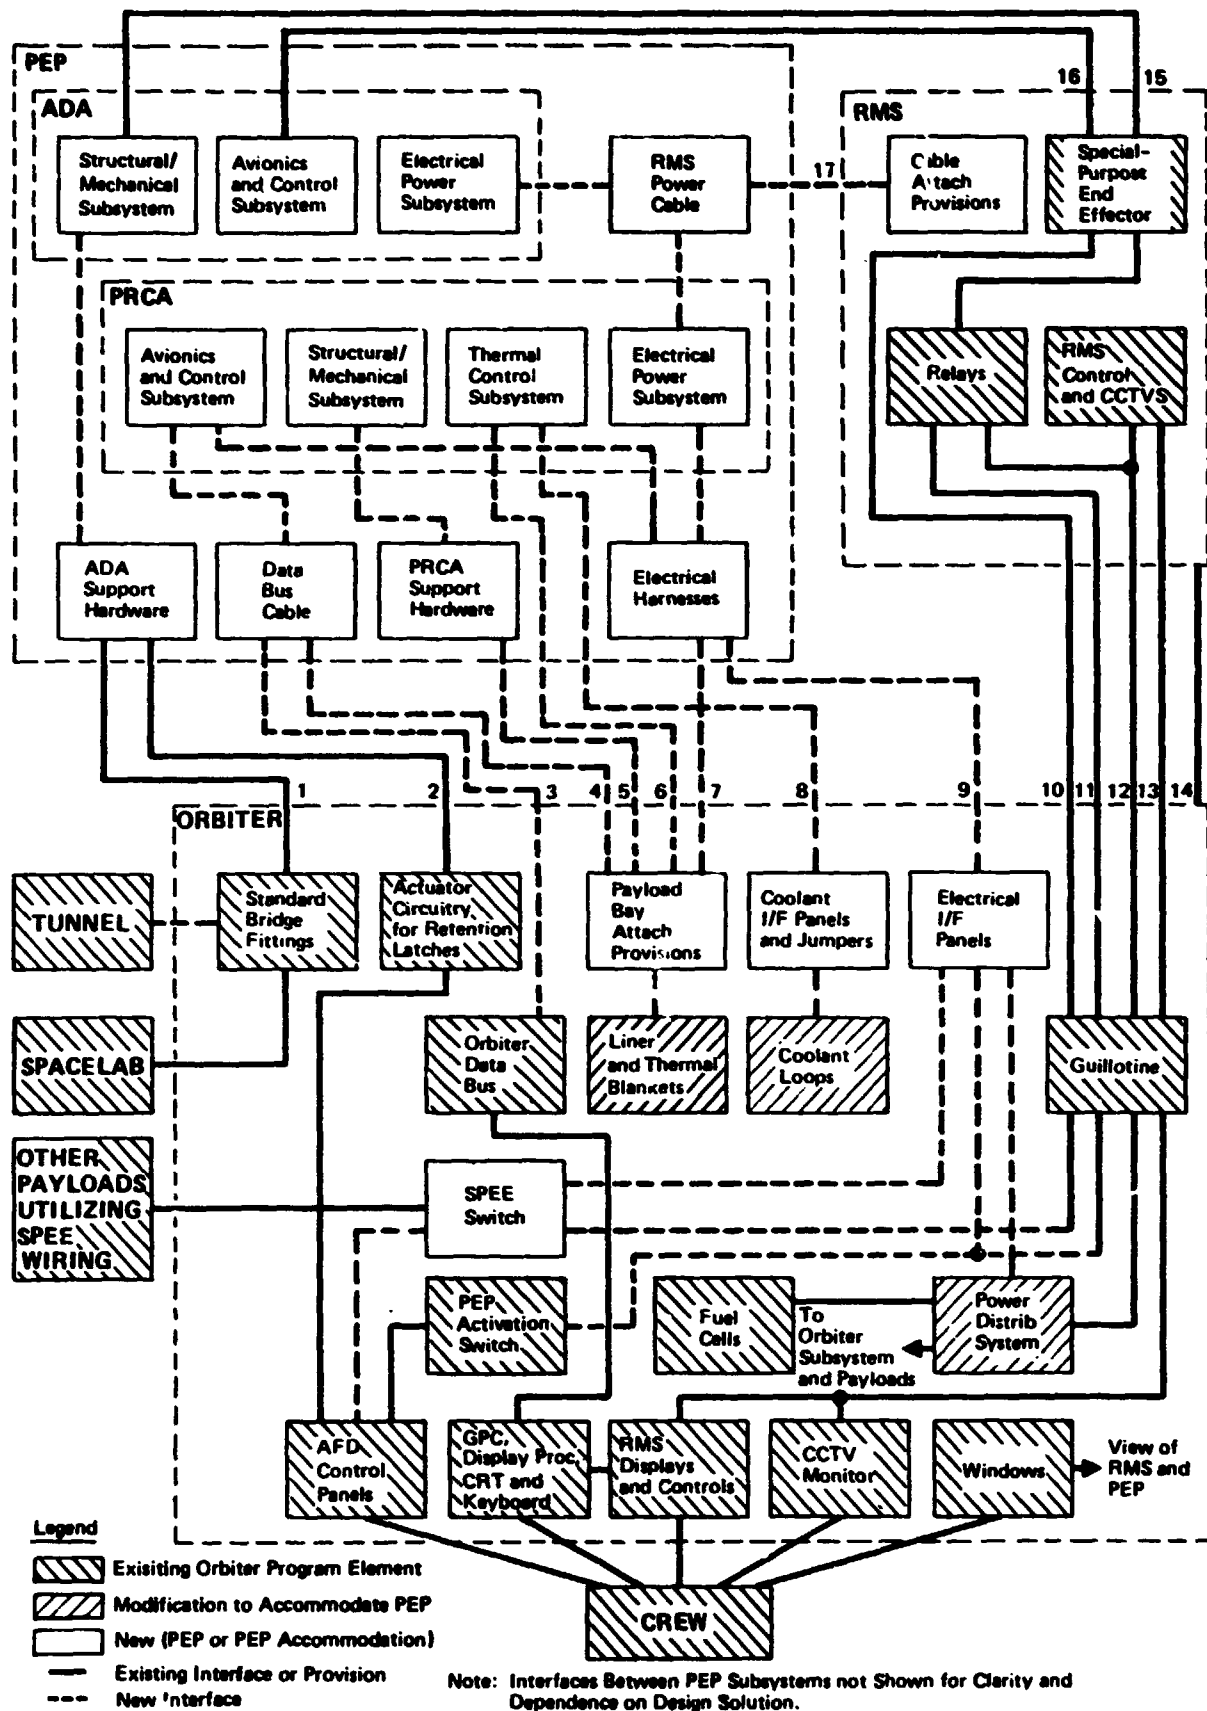 16
15
PEP
ADA
RMS
Structural/
Mechanical
Subsystem
Avionics
and Control
Subsystem
Electrical
Power
Subsystem
RMS
Power
Cable
17
Cable
Attach
Provisions
Special-
Purpose
End
Effector
PRCA
Avionics
and Control
Subsystem
Structural/
Mechanical
Subsystem
Thermal
Control
Subsystem
Electrical
Power
Subsystem
Relays
RMS
Control
and CCTVS
ADA
Support
Hardware
Data
Bus
Cable
PRCA
Support
Hardware
Electrical
Harnesses
1
2
3
4
5
6
7
8
9
10
11
12
13
14
ORBITER
TUNNEL
Standard
Bridge
Fittings
Actuator
Circuitry
for Retention
Latches
Payload
Bay
Attach
Provisions
Coolant
I/F Panels
and Jumpers
Electrical
I/F
Panels
SPACELAB
Orbiter
Data
Bus
Liner
and Thermal
Blankets
Coolant
Loops
Guillotine
OTHER
PAYLOADS
UTILIZING
SPEE
WIRING
SPEE
Switch
PEP
Activation
Switch
Fuel
Cells
To
Orbiter
Subsystem
and Payloads
Power
Distrib
System
AFD
Control
Panels
GPC,
Display Proc,
CRT and
Keyboard
RMS
Displays
and Controls
CCTV
Monitor
Windows
View of
RMS and
PEP
Legend
Exisiting Orbiter Program Element
Modification to Accommodate PEP
New (PEP or PEP Accommodation)
Existing Interface or Provision
New Interface
CREW
Note: Interfaces Between PEP Subsystems not Shown for Clarity and
Dependence on Design Solution.